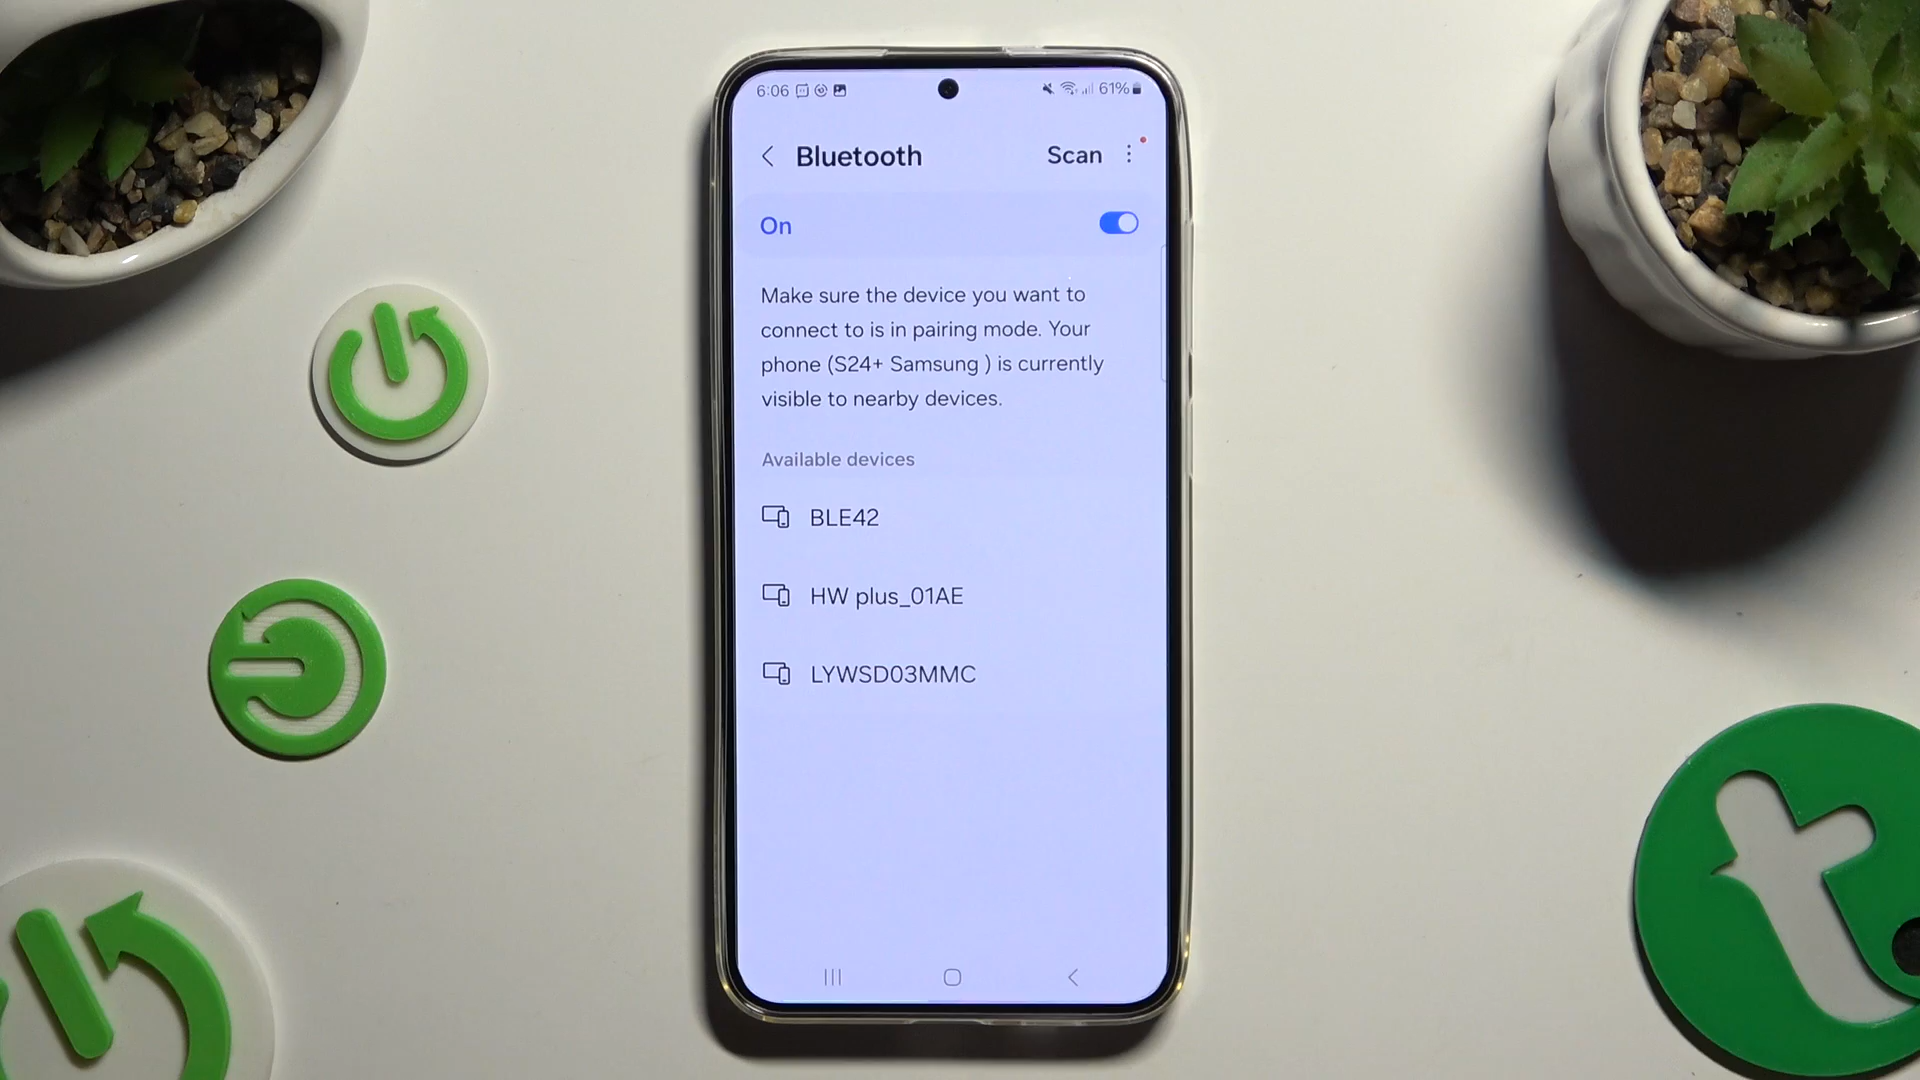 6:06 61%
Bluetooth Scan
On
Make sure the device you want to
connect to is in pairing mode. Your
phone (S24+ Samsung ) is currently
visible to nearby devices.
Available devices
BLE42
HW plus_01AE
LYWSD03MMC